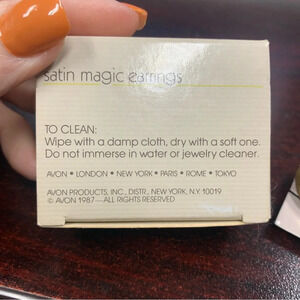 satin magic earrings
TO CLEAN:
Wipe with a damp cloth, dry with a soft one.
Do not immerse in water or jewelry cleaner.
AVON • LONDON • NEW YORK • PARIS • ROME • TOKYO
AVON PRODUCTS, INC., DISTR., NEW YORK, N.Y. 10019
© AVON 1987—ALL RIGHTS RESERVED